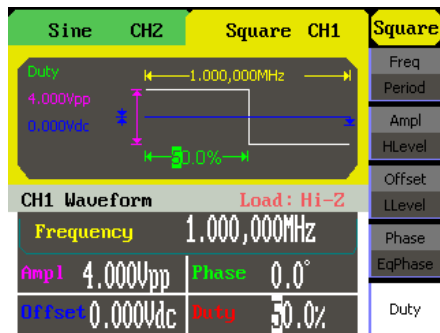 Sine CH2 Square CH1 Square
Duty
1.000,000MHz
4.000Vpp
0.000Vdc
50.0%
CH1 Waveform Load: Hi-Z
Frequency 1.000,000MHz
Ampl 4.000Vpp Phase 0.0°
Offset 0.000Vdc Duty 50.0%
Freq
Period
Ampl
HLevel
Offset
LLevel
Phase
EqPhase
Duty